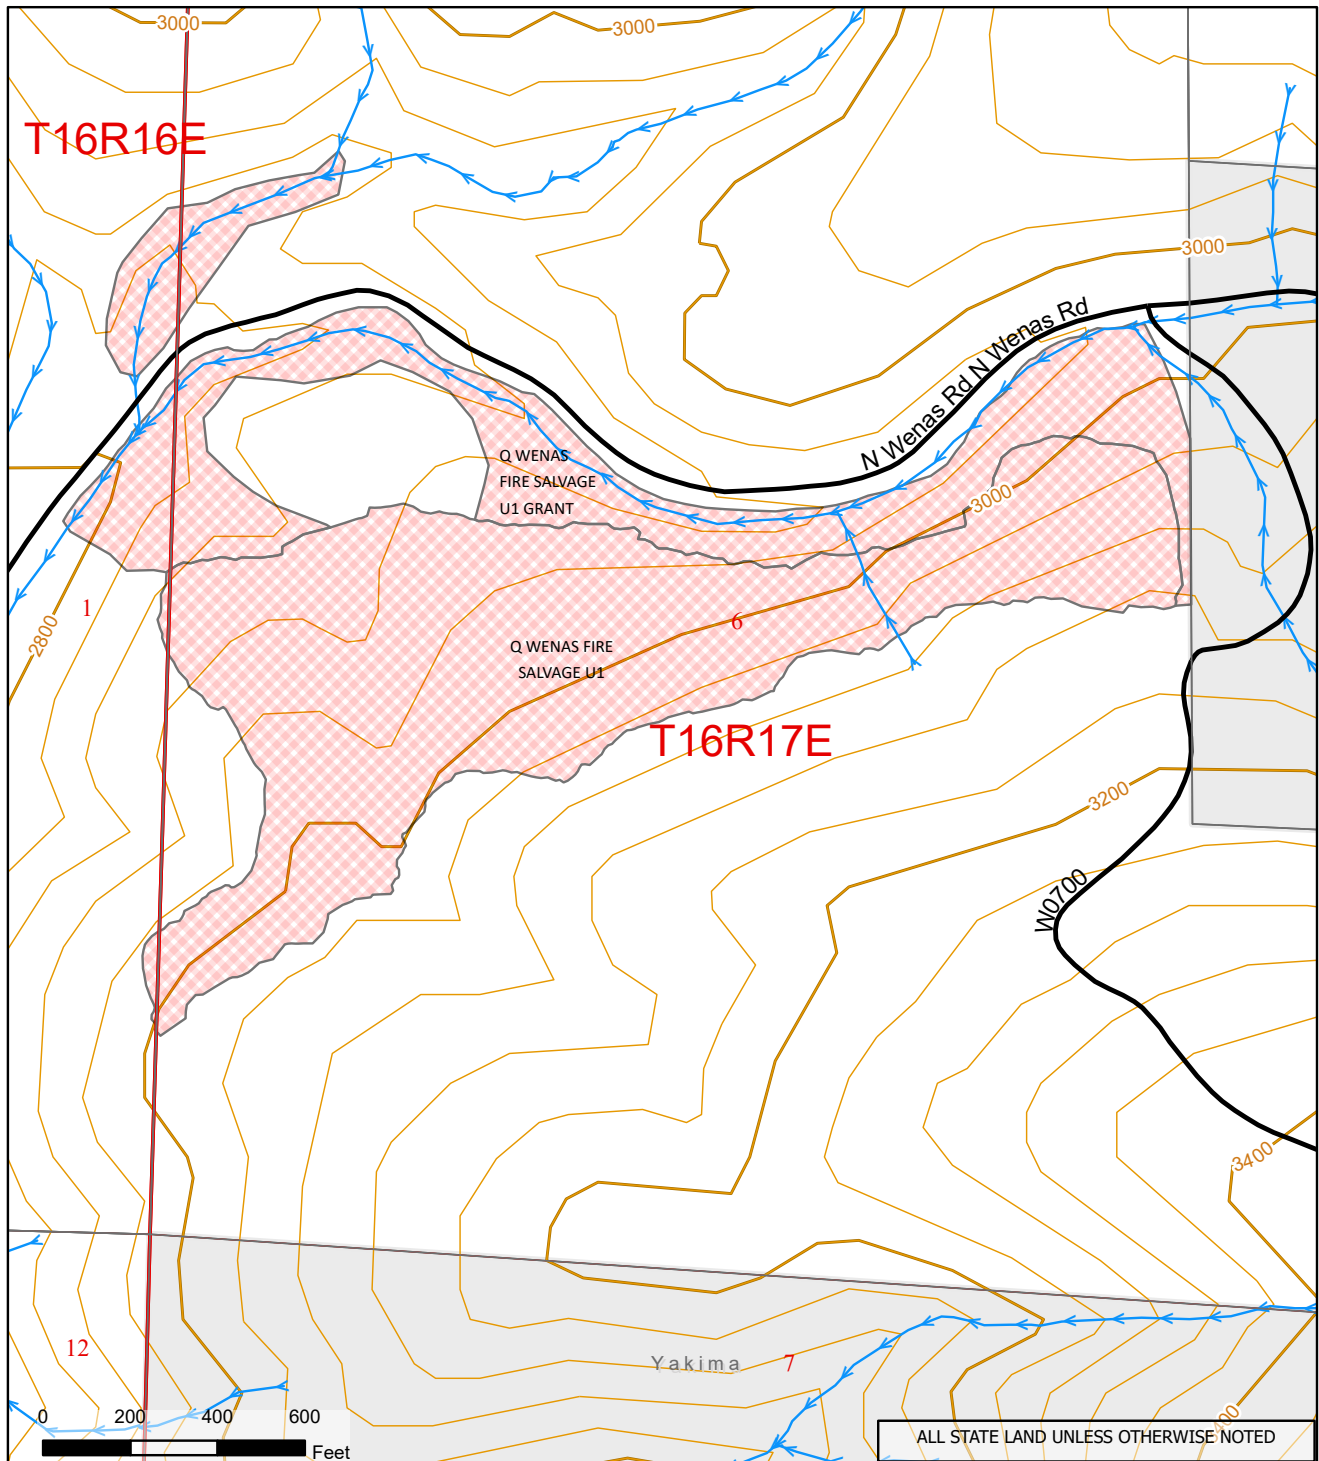 3000
3000
T16R16E
3000
N Wenas Rd N Wenas Rd
Q WENAS
FIRE SALVAGE
U1 GRANT
3000
1
2800
6
Q WENAS FIRE
SALVAGE U1
T16R17E
3200
W0700
3400
12
Yakima
7
0 200 400 600
Feet
400
ALL STATE LAND UNLESS OTHERWISE NOTED